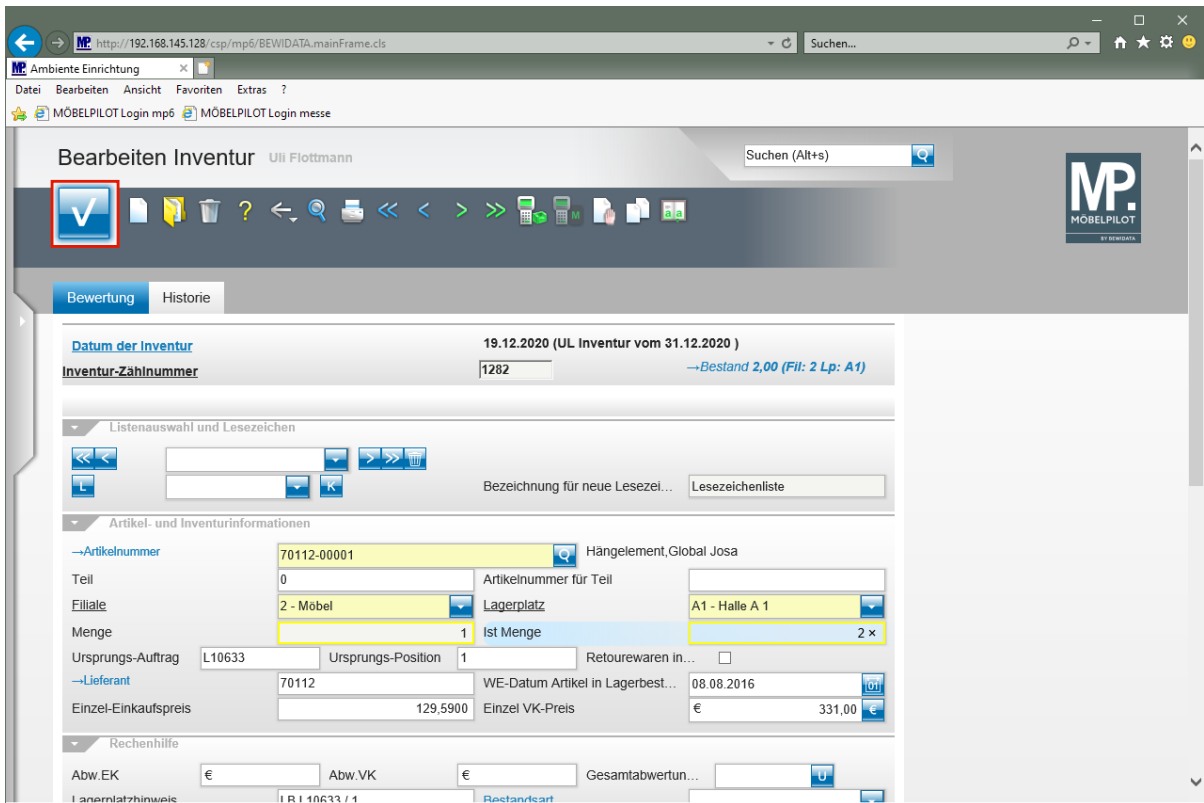 http://192.168.145.128/csp/mp6/BEWIDATA.mainFrame.cls
Suchen...
MP. Ambiente Einrichtung
Datei Bearbeiten Ansicht Favoriten Extras ?
MÖBELPILOT Login mp6 MÖBELPILOT Login messe
Bearbeiten Inventur Uli Flottmann
Suchen (Alt+s)
MP.
MÖBELPILOT
BY BEWIDATA
Bewertung Historie
Datum der Inventur 19.12.2020 (UL Inventur vom 31.12.2020 )
Inventur-Zählnummer 1282 →Bestand 2,00 (Fil: 2 Lp: A1)
Listenauswahl und Lesezeichen
L K Bezeichnung für neue Lesezei... Lesezeichenliste
Artikel- und Inventurinformationen
→Artikelnummer 70112-00001 Hängelement,Global Josa
Teil 0 Artikelnummer für Teil
Filiale 2 - Möbel Lagerplatz A1 - Halle A 1
Menge 1 Ist Menge 2 ×
Ursprungs-Auftrag L10633 Ursprungs-Position 1 Retourewaren in...
→Lieferant 70112 WE-Datum Artikel in Lagerbest... 08.08.2016
Einzel-Einkaufspreis 129,5900 Einzel VK-Preis € 331,00 €
Rechenhilfe
Abw.EK € Abw.VK € Gesamtabwertun... U
Lagerplatzhinweis LB L10633 / 1 Bestandsart